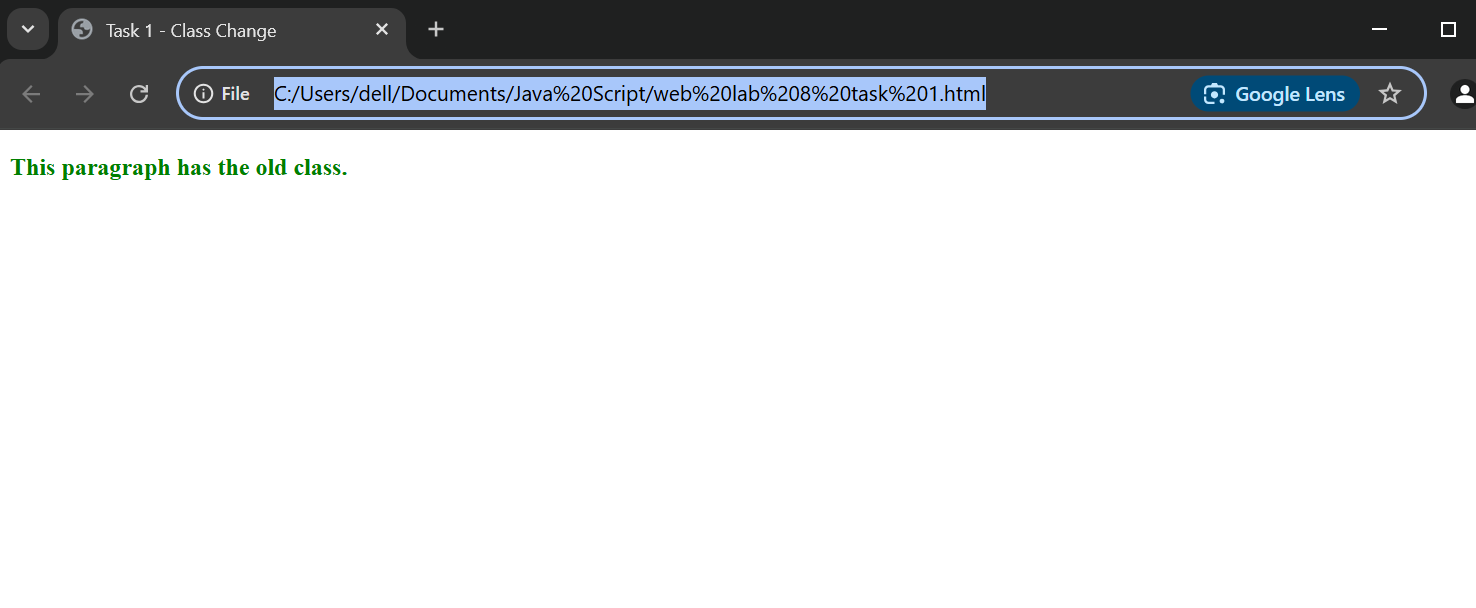 Task 1 - Class Change
File C:/Users/dell/Documents/Java%20Script/web%20lab%208%20task%201.html Google Lens
This paragraph has the old class.